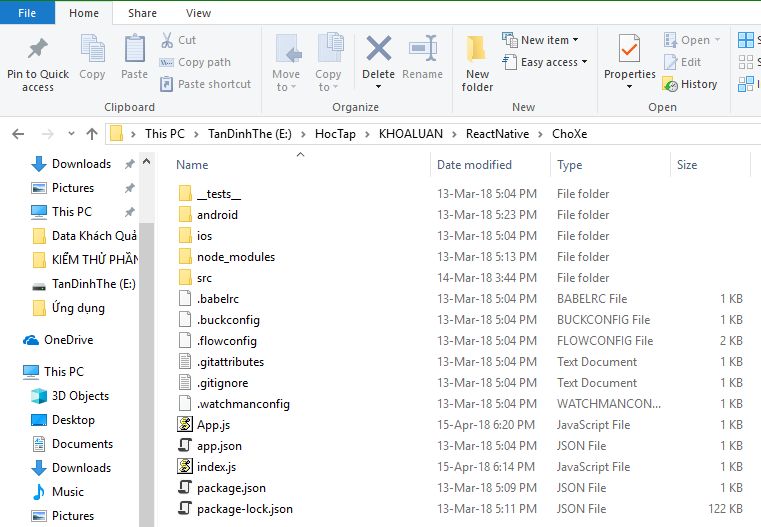 File Home Share View
Pin to Quick access
Copy
Paste
Cut
Copy path
Paste shortcut
Clipboard
Move to
Copy to
Delete
Rename
Organize
New folder
New item
Easy access
New
Properties
Open
Edit
History
Open
This PC > TanDinhThe (E:) > HocTap > KHOALUAN > ReactNative > ChoXe
Downloads
Pictures
This PC
Data Khách Quả
KIỂM THỬ PHẦN
TanDinhThe (E:)
Ứng dụng
OneDrive
This PC
3D Objects
Desktop
Documents
Downloads
Music
Pictures
Name Date modified Type Size
__tests__ 13-Mar-18 5:04 PM File folder
android 13-Mar-18 5:23 PM File folder
ios 13-Mar-18 5:04 PM File folder
node_modules 13-Mar-18 5:13 PM File folder
src 14-Mar-18 3:44 PM File folder
.babelrc 13-Mar-18 5:04 PM BABELRC File 1 KB
.buckconfig 13-Mar-18 5:04 PM BUCKCONFIG File 1 KB
.flowconfig 13-Mar-18 5:04 PM FLOWCONFIG File 2 KB
.gitattributes 13-Mar-18 5:04 PM Text Document 1 KB
.gitignore 13-Mar-18 5:04 PM Text Document 1 KB
.watchmanconfig 13-Mar-18 5:04 PM WATCHMANCON... 1 KB
App.js 15-Apr-18 6:20 PM JavaScript File 1 KB
app.json 13-Mar-18 5:04 PM JSON File 1 KB
index.js 15-Apr-18 6:14 PM JavaScript File 1 KB
package.json 13-Mar-18 5:09 PM JSON File 1 KB
package-lock.json 13-Mar-18 5:11 PM JSON File 122 KB